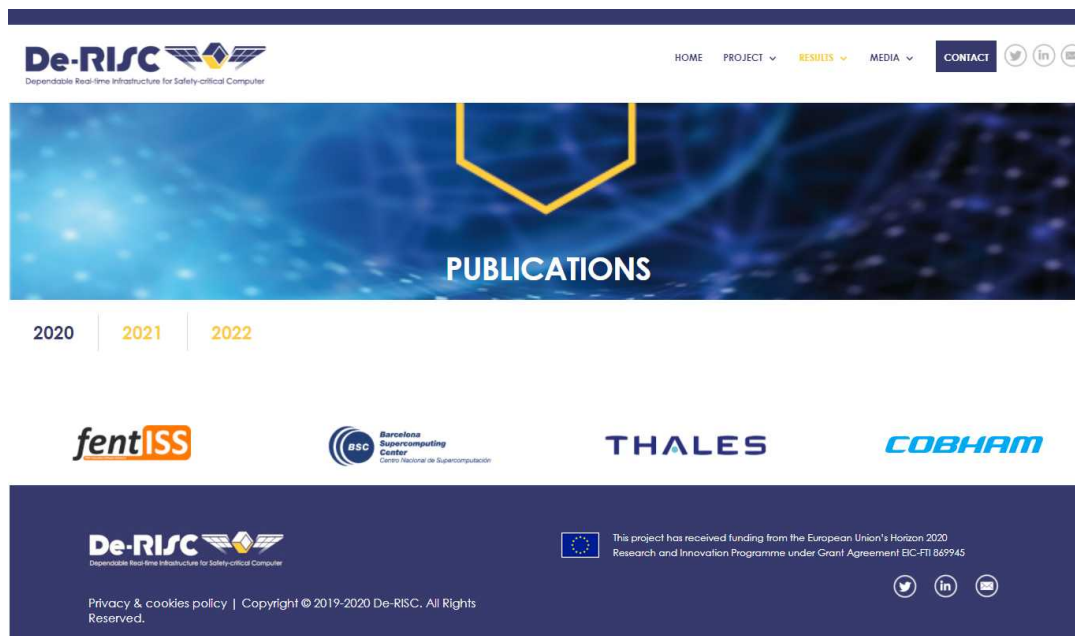 De-RISC
Dependable Real-time Infrastructure for Safety-critical Computer
HOME PROJECT RESULTS MEDIA CONTACT
PUBLICATIONS
2020 2021 2022
fentISS
BSC
Barcelona
Supercomputing
Center
Centro Nacional de Supercomputación
THALES
COBHAM
De-RISC
Dependable Real-time Infrastructure for Safety-critical Computer
This project has received funding from the European Union's Horizon 2020
Research and Innovation Programme under Grant Agreement EIC-FTI 869945
Privacy & cookies policy | Copyright © 2019-2020 De-RISC. All Rights
Reserved.